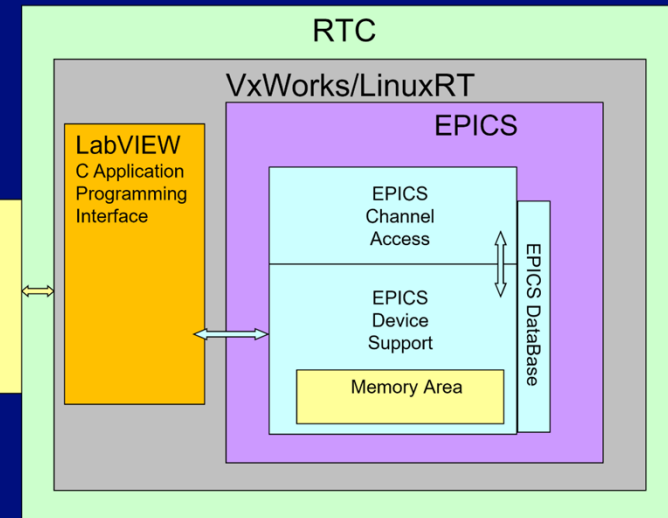 RTC
VxWorks/LinuxRT
EPICS
LabVIEW
C Application
Programming
Interface
EPICS
Channel
Access
EPICS
Device
Support
Memory Area
EPICS DataBase